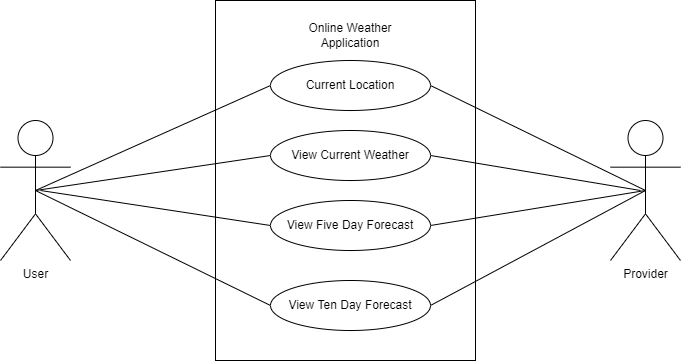 Online Weather
Application
Current Location
View Current Weather
View Five Day Forecast
User
Provider
View Ten Day Forecast